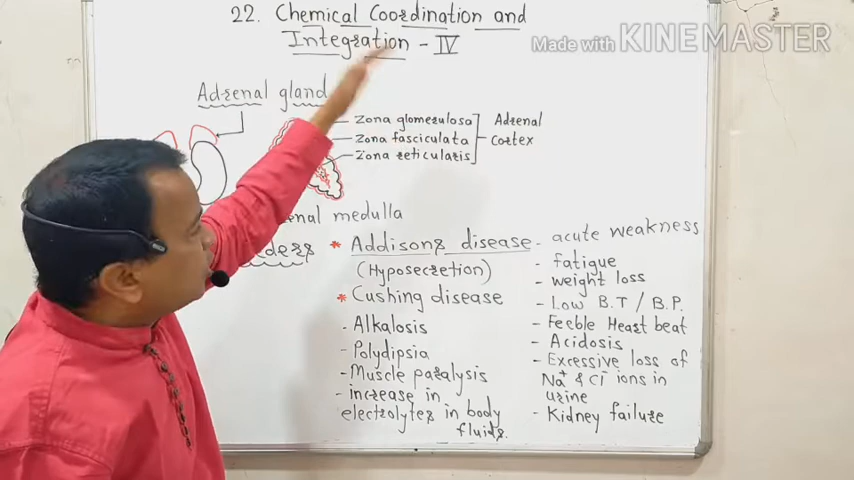 22. Chemical Coordination and
Integration - IV
Made with KINEMASTER
Adrenal gland
Zona glomerulosa
Zona fasciculata
Zona reticularis
Adrenal
Cortex
medulla
* Addisons disease
(Hyposecretion)
* Cushing disease
- Alkalosis
- Polydipsia
- Muscle paralysis
- increase in
electrolytes in body
fluids.
- acute weakness
- fatigue
- weight loss
- Low B.T / B.P.
- Feeble Heart beat
- Acidosis
- Excessive loss of
Na+ & Cl- ions in
urine
- Kidney failure